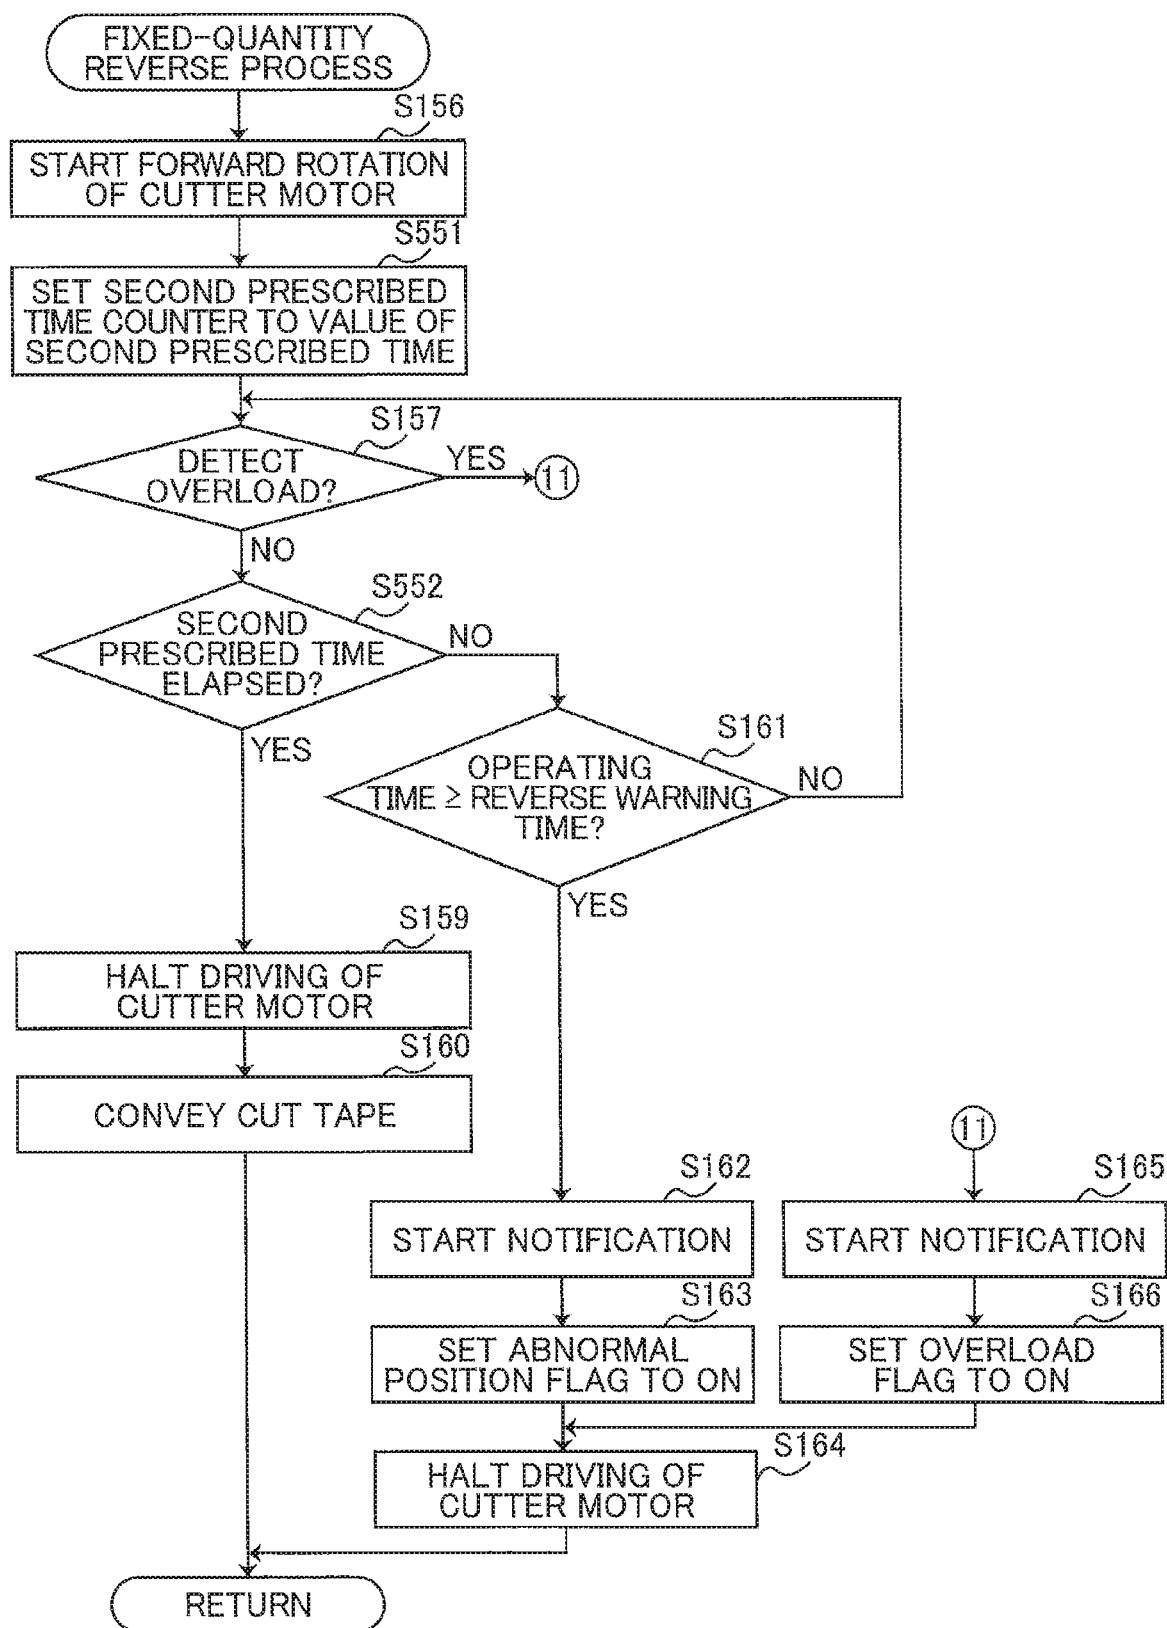 FIXED-QUANTITY
REVERSE PROCESS
S156
START FORWARD ROTATION
OF CUTTER MOTOR
S551
SET SECOND PRESCRIBED
TIME COUNTER TO VALUE OF
SECOND PRESCRIBED TIME
S157
DETECT
OVERLOAD?
YES
11
NO
S552
SECOND
PRESCRIBED TIME
ELAPSED?
NO
YES
S161
OPERATING
TIME ≥ REVERSE WARNING
TIME?
NO
YES
S159
HALT DRIVING OF
CUTTER MOTOR
S160
CONVEY CUT TAPE
11
S162
START NOTIFICATION
S165
START NOTIFICATION
S163
SET ABNORMAL
POSITION FLAG TO ON
S166
SET OVERLOAD
FLAG TO ON
S164
HALT DRIVING OF
CUTTER MOTOR
RETURN